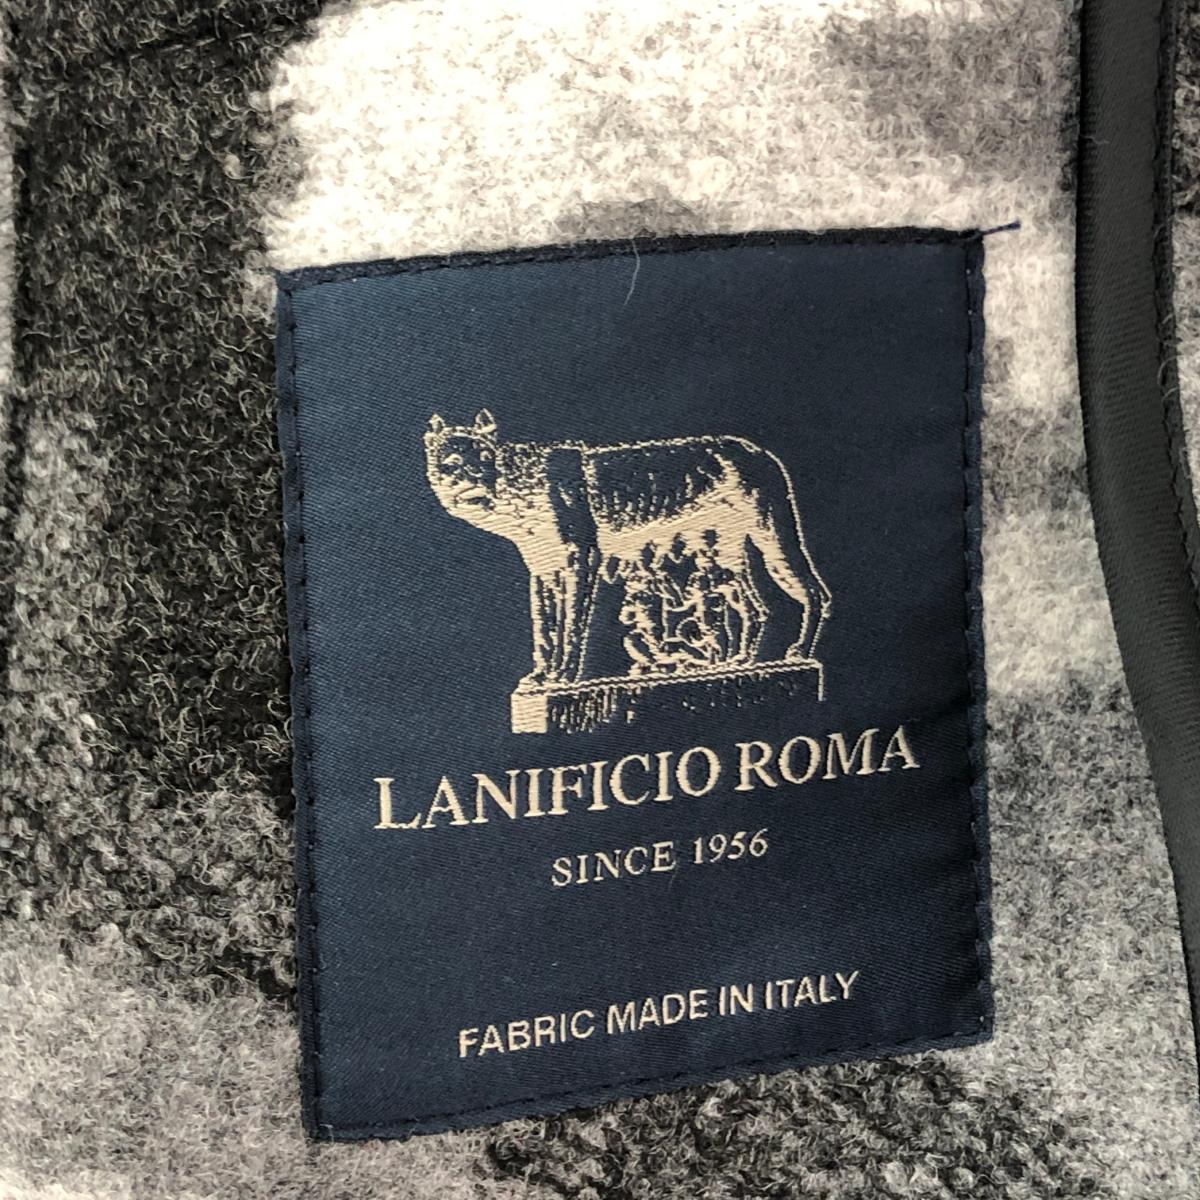 LANIFICIO ROMA
SINCE 1956
FABRIC MADE IN ITALY